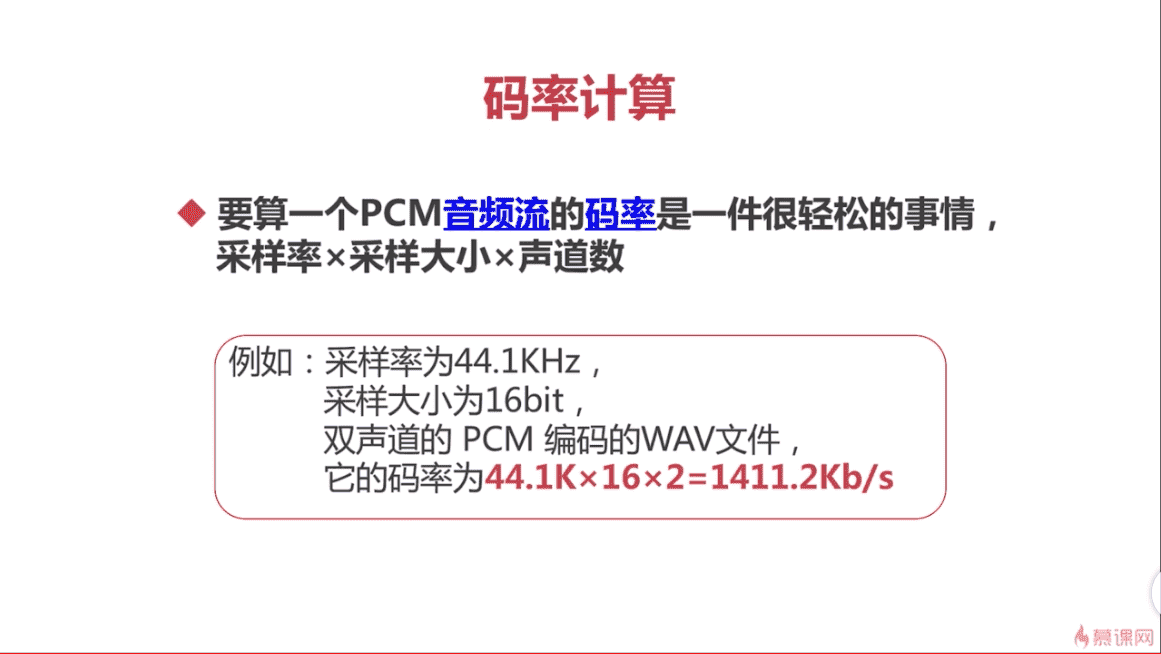 码率计算
要算一个PCM音频流的码率是一件很轻松的事情，
采样率×采样大小×声道数
例如：采样率为44.1KHz，
采样大小为16bit，
双声道的 PCM 编码的WAV文件，
它的码率为44.1K×16×2=1411.2Kb/s
慕课网